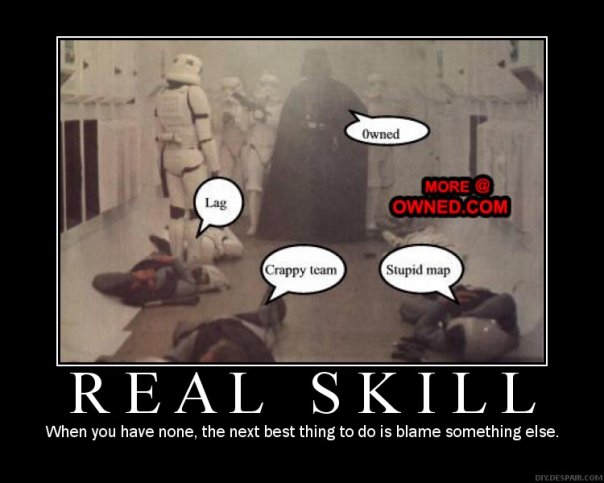 0wned
MORE @
OWNED.COM
Lag
Crappy team
Stupid map
REAL SKILL
When you have none, the next best thing to do is blame something else.
DIY.DESPAIR.COM